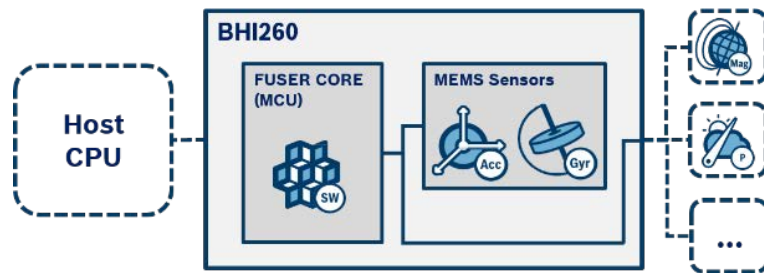 BHI260
FUSER CORE
(MCU)
MEMS Sensors
Host
CPU
SW
Acc
Gyr
Mag
P
...